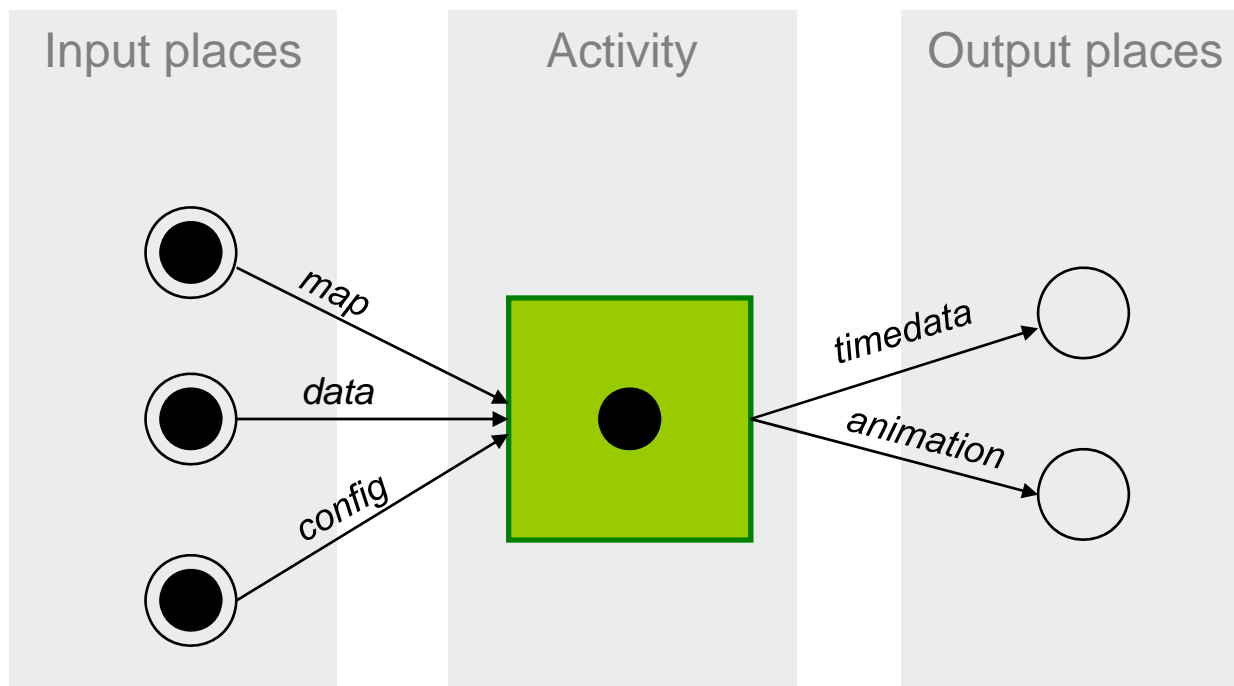 Input places
Activity
Output places
map
data
config
timedata
animation